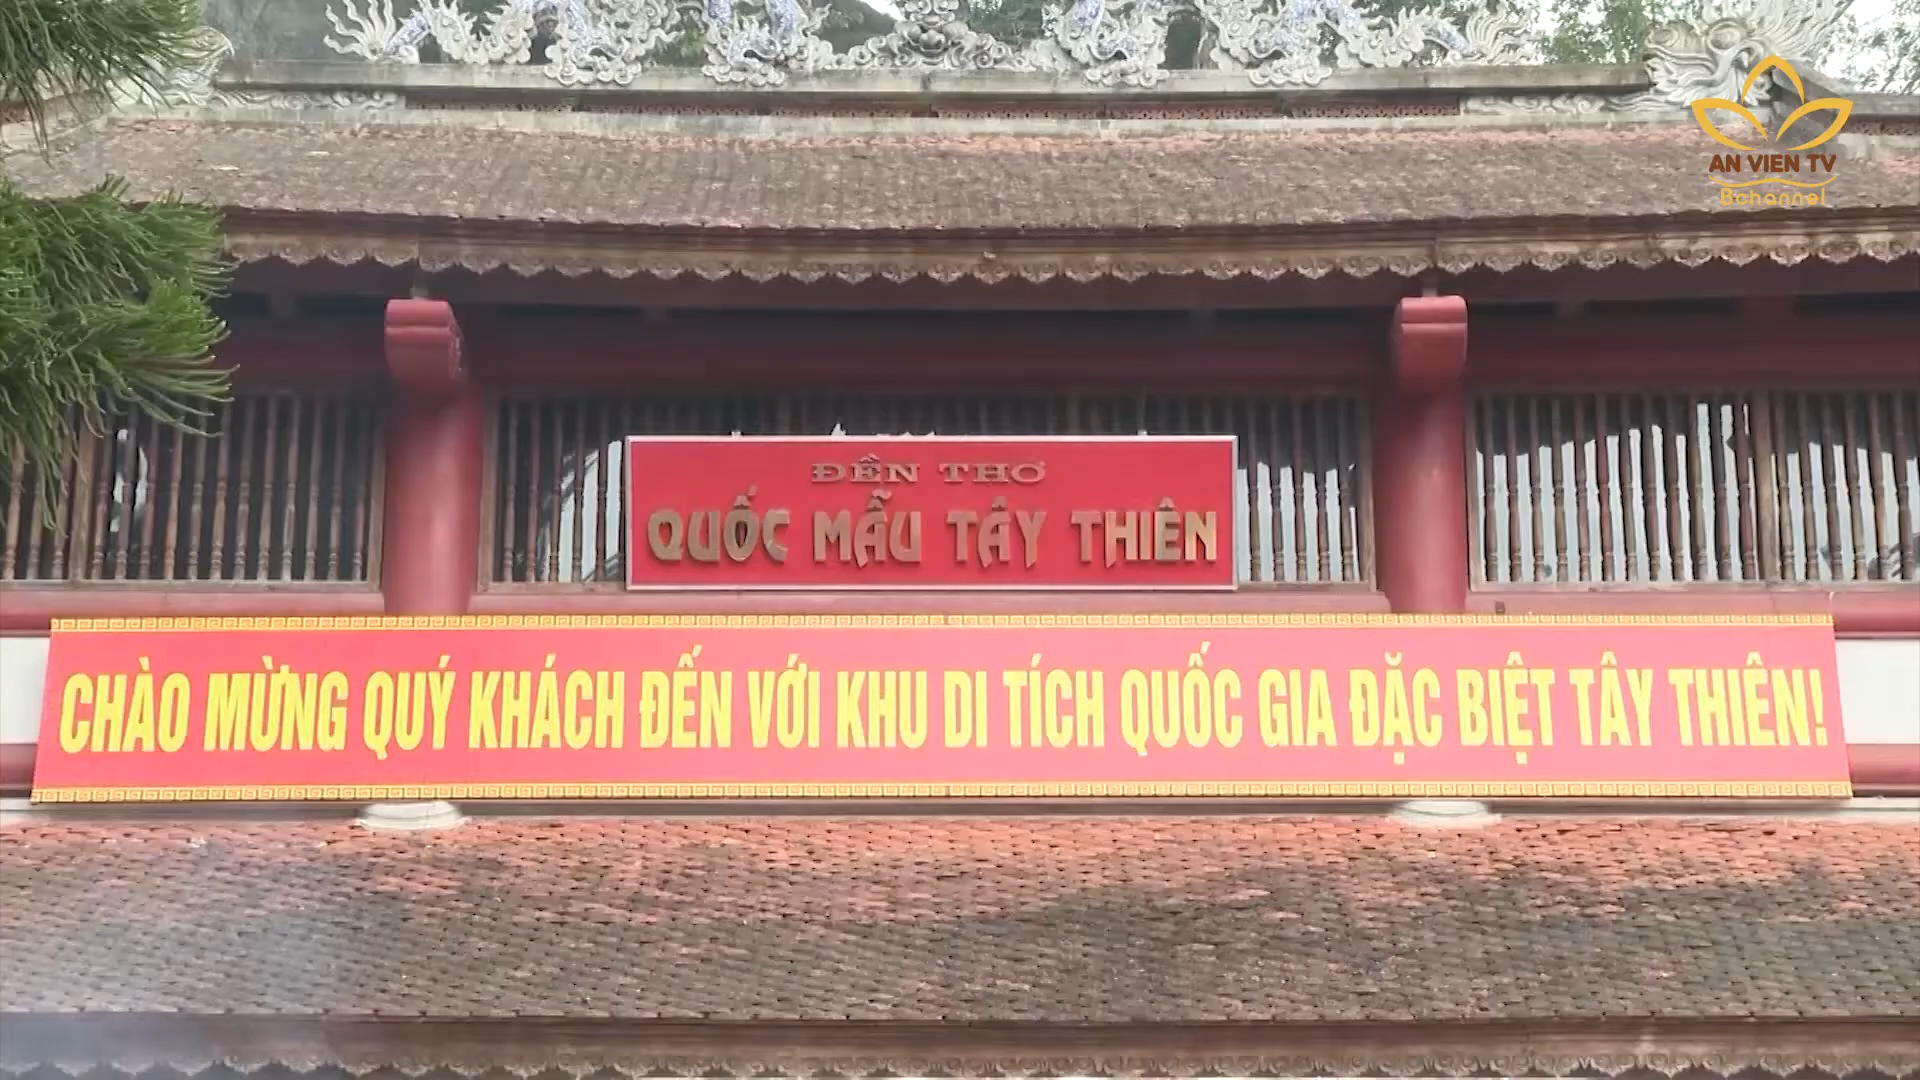 AN VIEN TV
Bchannel
ĐỀN THỜ
QUỐC MẪU TÂY THIÊN
CHÀO MỪNG QUÝ KHÁCH ĐẾN VỚI KHU DI TÍCH QUỐC GIA ĐẶC BIỆT TÂY THIÊN!